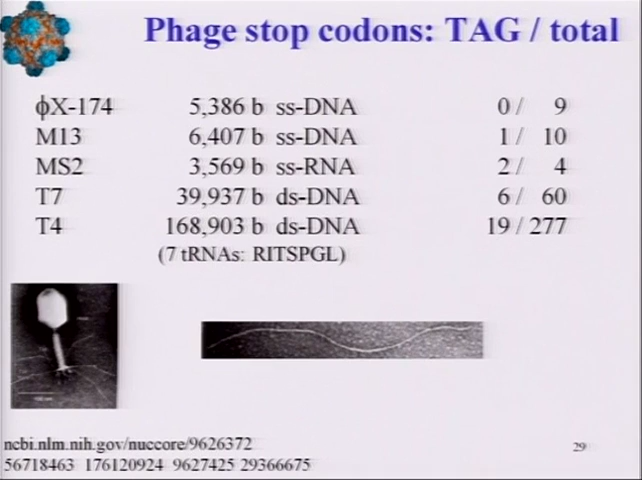 Phage stop codons: TAG / total
ϕX-174 5,386 b ss-DNA 0 / 9
M13 6,407 b ss-DNA 1 / 10
MS2 3,569 b ss-RNA 2 / 4
T7 39,937 b ds-DNA 6 / 60
T4 168,903 b ds-DNA 19 / 277
(7 tRNAs: RITSPGL)
ncbi.nlm.nih.gov/nuccore/9626372
56718463 176120924 9627425 29366675
29